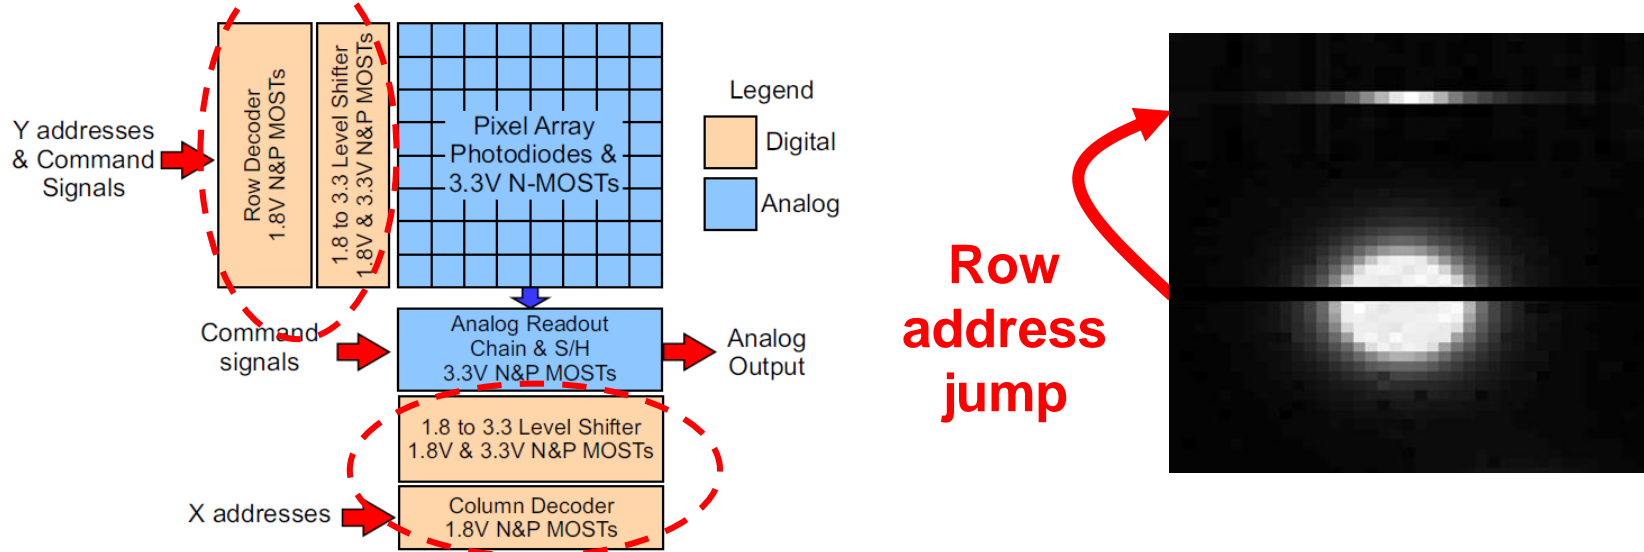 Y addresses
& Command
Signals
Row Decoder
1.8V N&P MOSTs
1.8 to 3.3 Level Shifter
1.8V & 3.3V N&P MOSTs
Pixel Array
Photodiodes &
3.3V N-MOSTs
Legend
Digital
Analog
Command
signals
Analog Readout
Chain & S/H
3.3V N&P MOSTs
Analog
Output
1.8 to 3.3 Level Shifter
1.8V & 3.3V N&P MOSTs
X addresses
Column Decoder
1.8V N&P MOSTs
Row
address
jump